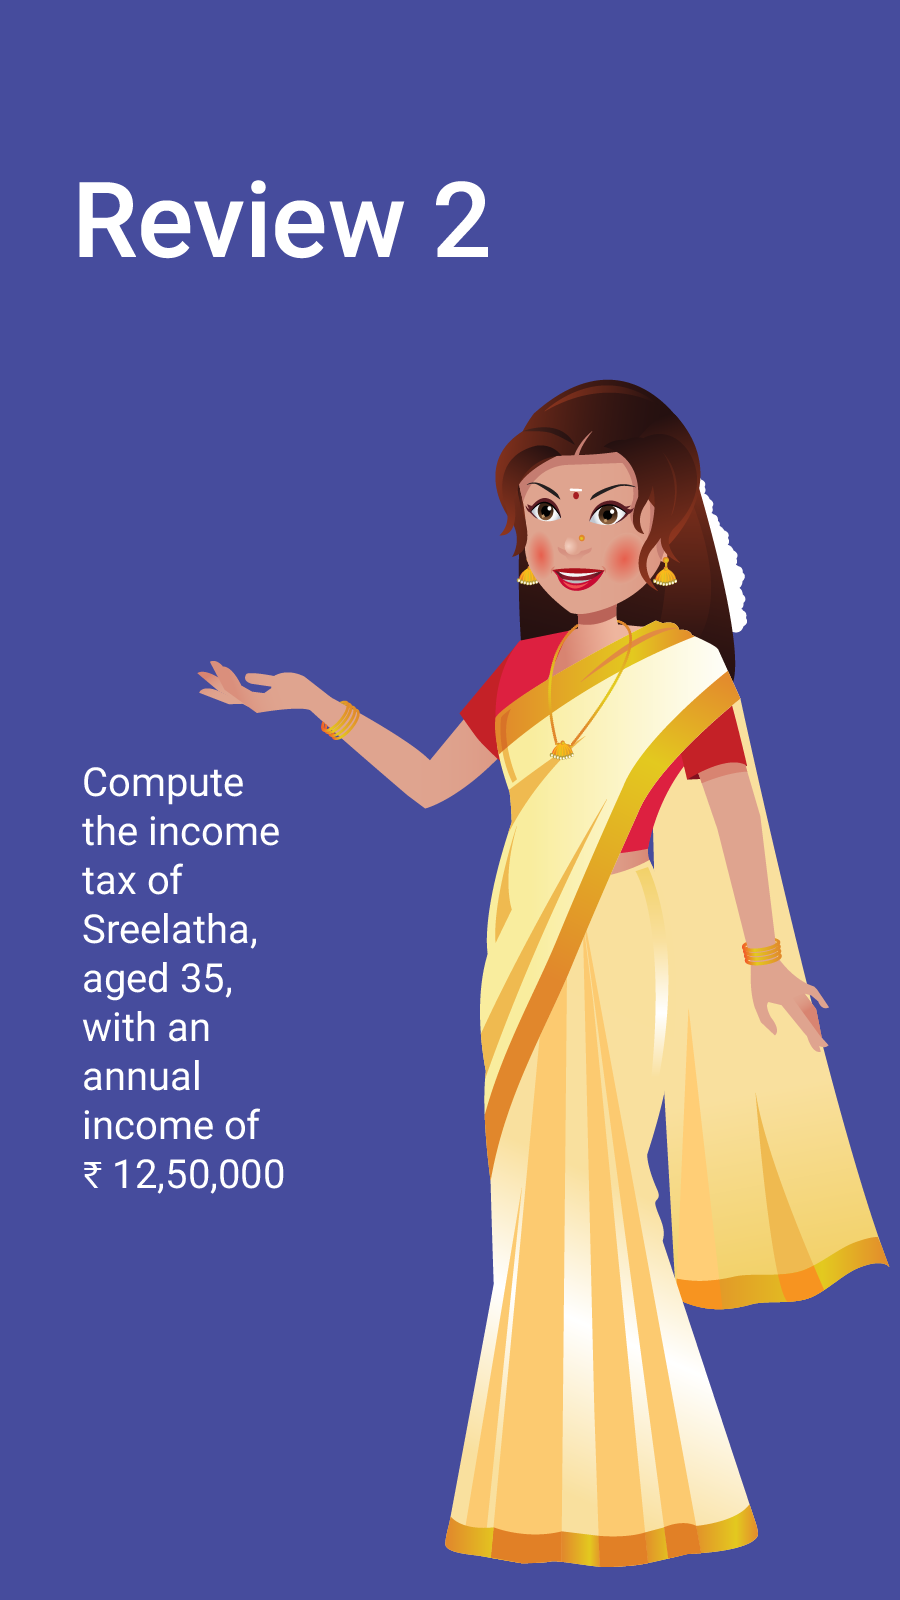 Review 2
Compute
the income
tax of
Sreelatha,
aged 35,
with an
annual
income of
₹ 12,50,000